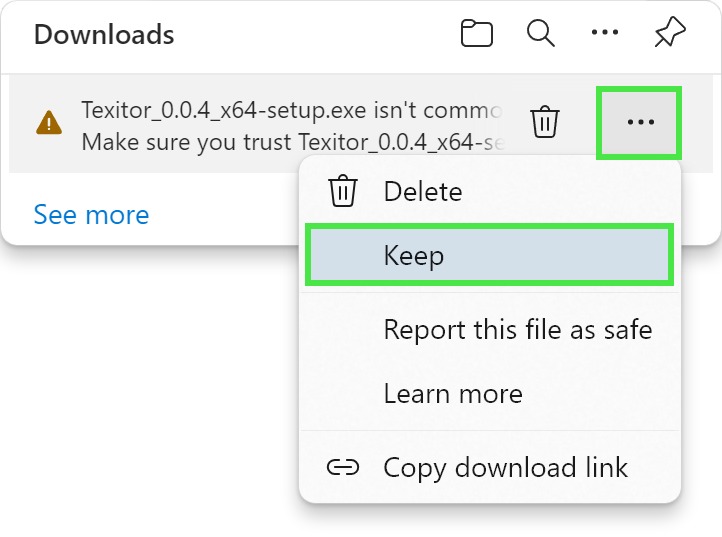 Downloads
Texitor_0.0.4_x64-setup.exe isn't commo
Make sure you trust Texitor_0.0.4_x64-se
See more
Delete
Keep
Report this file as safe
Learn more
Copy download link